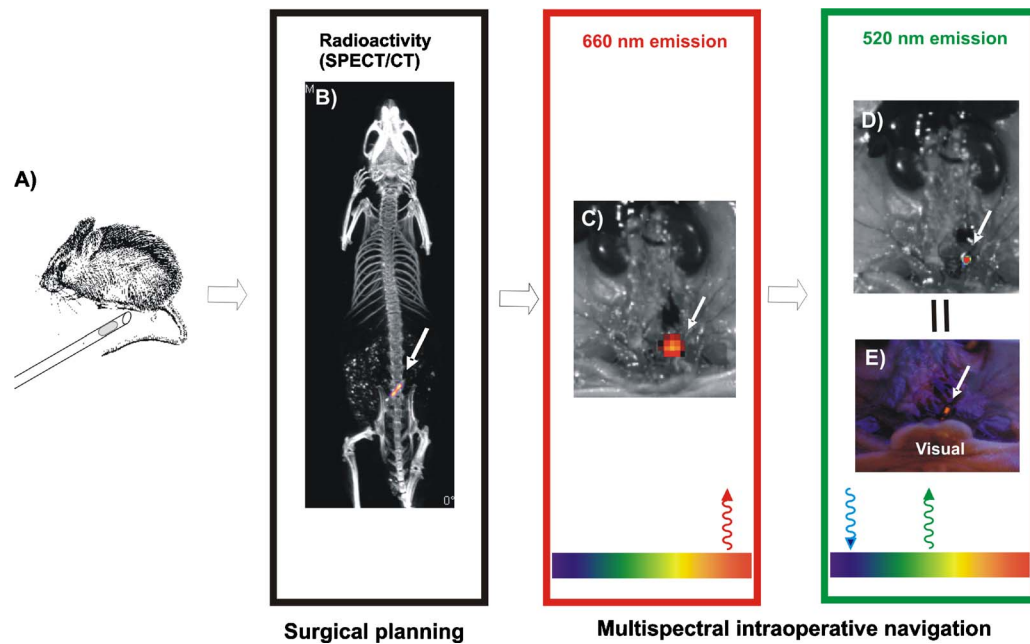 A)
Radioactivity
(SPECT/CT)
M
B)
0°
Surgical planning
660 nm emission
C)
520 nm emission
D)
E)
Visual
Multispectral intraoperative navigation